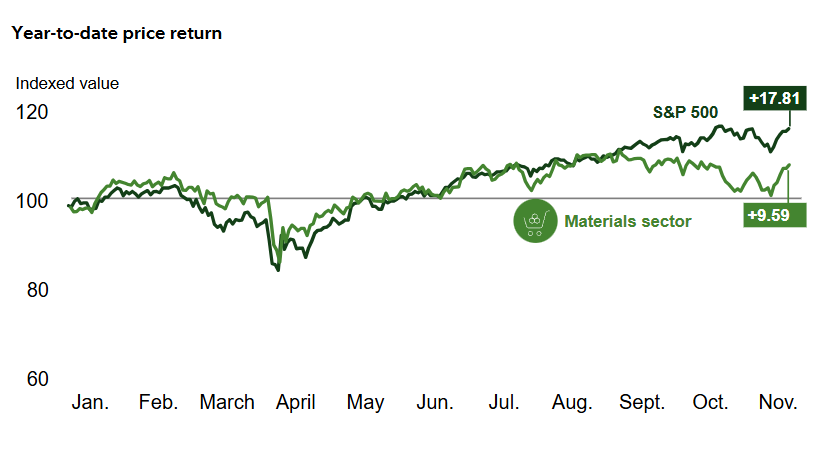 Year-to-date price return
Indexed value
120
100
80
60
S&P 500
+17.81
+9.59
Materials sector
Jan. Feb. March April May Jun. Jul. Aug. Sept. Oct. Nov.